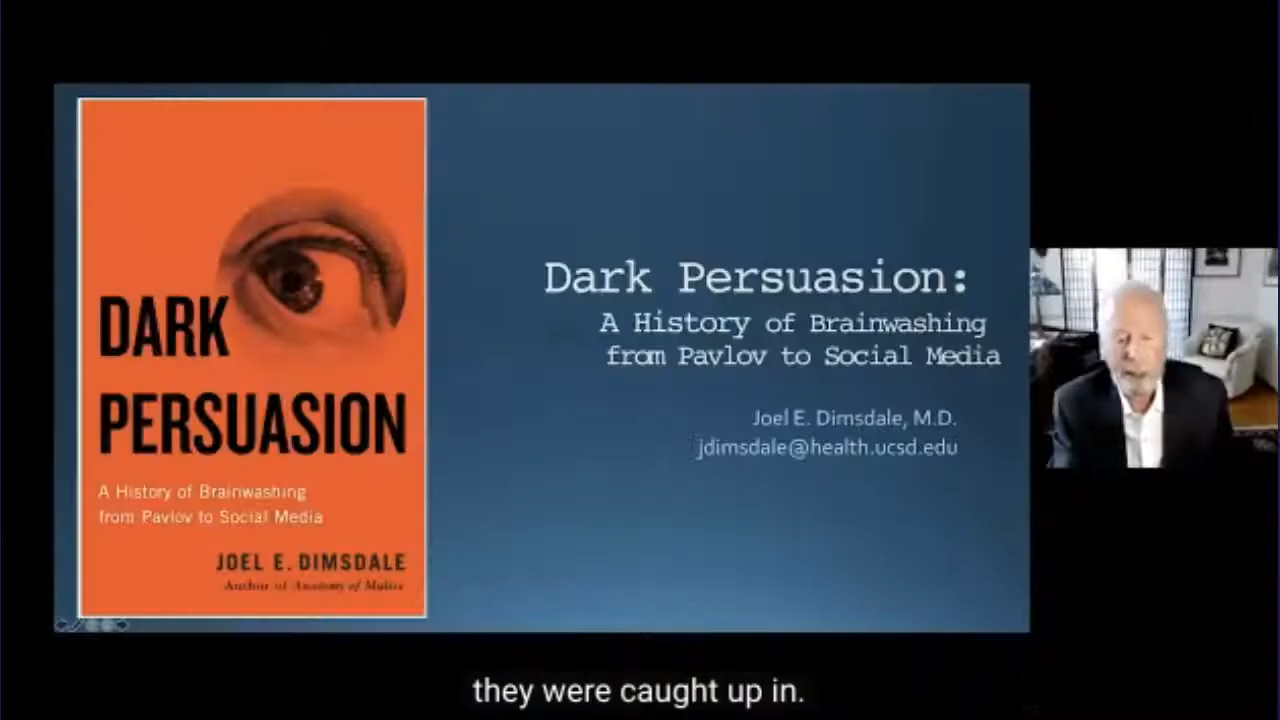 DARK
PERSUASION
A History of Brainwashing
from Pavlov to Social Media
JOEL E. DIMSDALE
Author of Anatomy of Malice
Dark Persuasion:
A History of Brainwashing
from Pavlov to Social Media
Joel E. Dimsdale, M.D.
jdimsdale@health.ucsd.edu
they were caught up in.